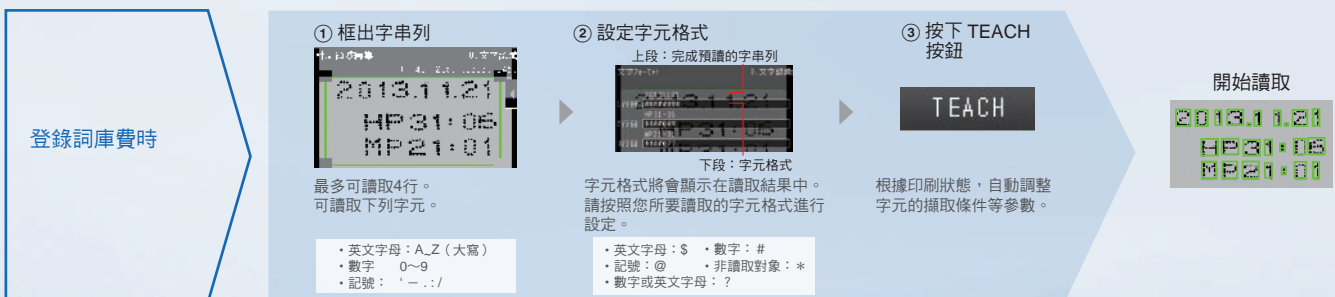 登錄詞庫費時
① 框出字串列
2013.11.21
HP31:06
MP21:01
最多可讀取4行。
可讀取下列字元。
・英文字母：A~Z（大寫）
・數字 0～9
・記號： ‘ － . : /
② 設定字元格式
上段：完成預讀的字串列
下段：字元格式
字元格式將會顯示在讀取結果中。
請按照您所要讀取的字元格式進行
設定。
・英文字母：$ ・數字：#
・記號：@ ・非讀取對象：＊
・數字或英文字母：?
③ 按下 TEACH
按鈕
TEACH
根據印刷狀態，自動調整
字元的擷取條件等參數。
開始讀取
2013.11.21
HP31:06
MP21:01